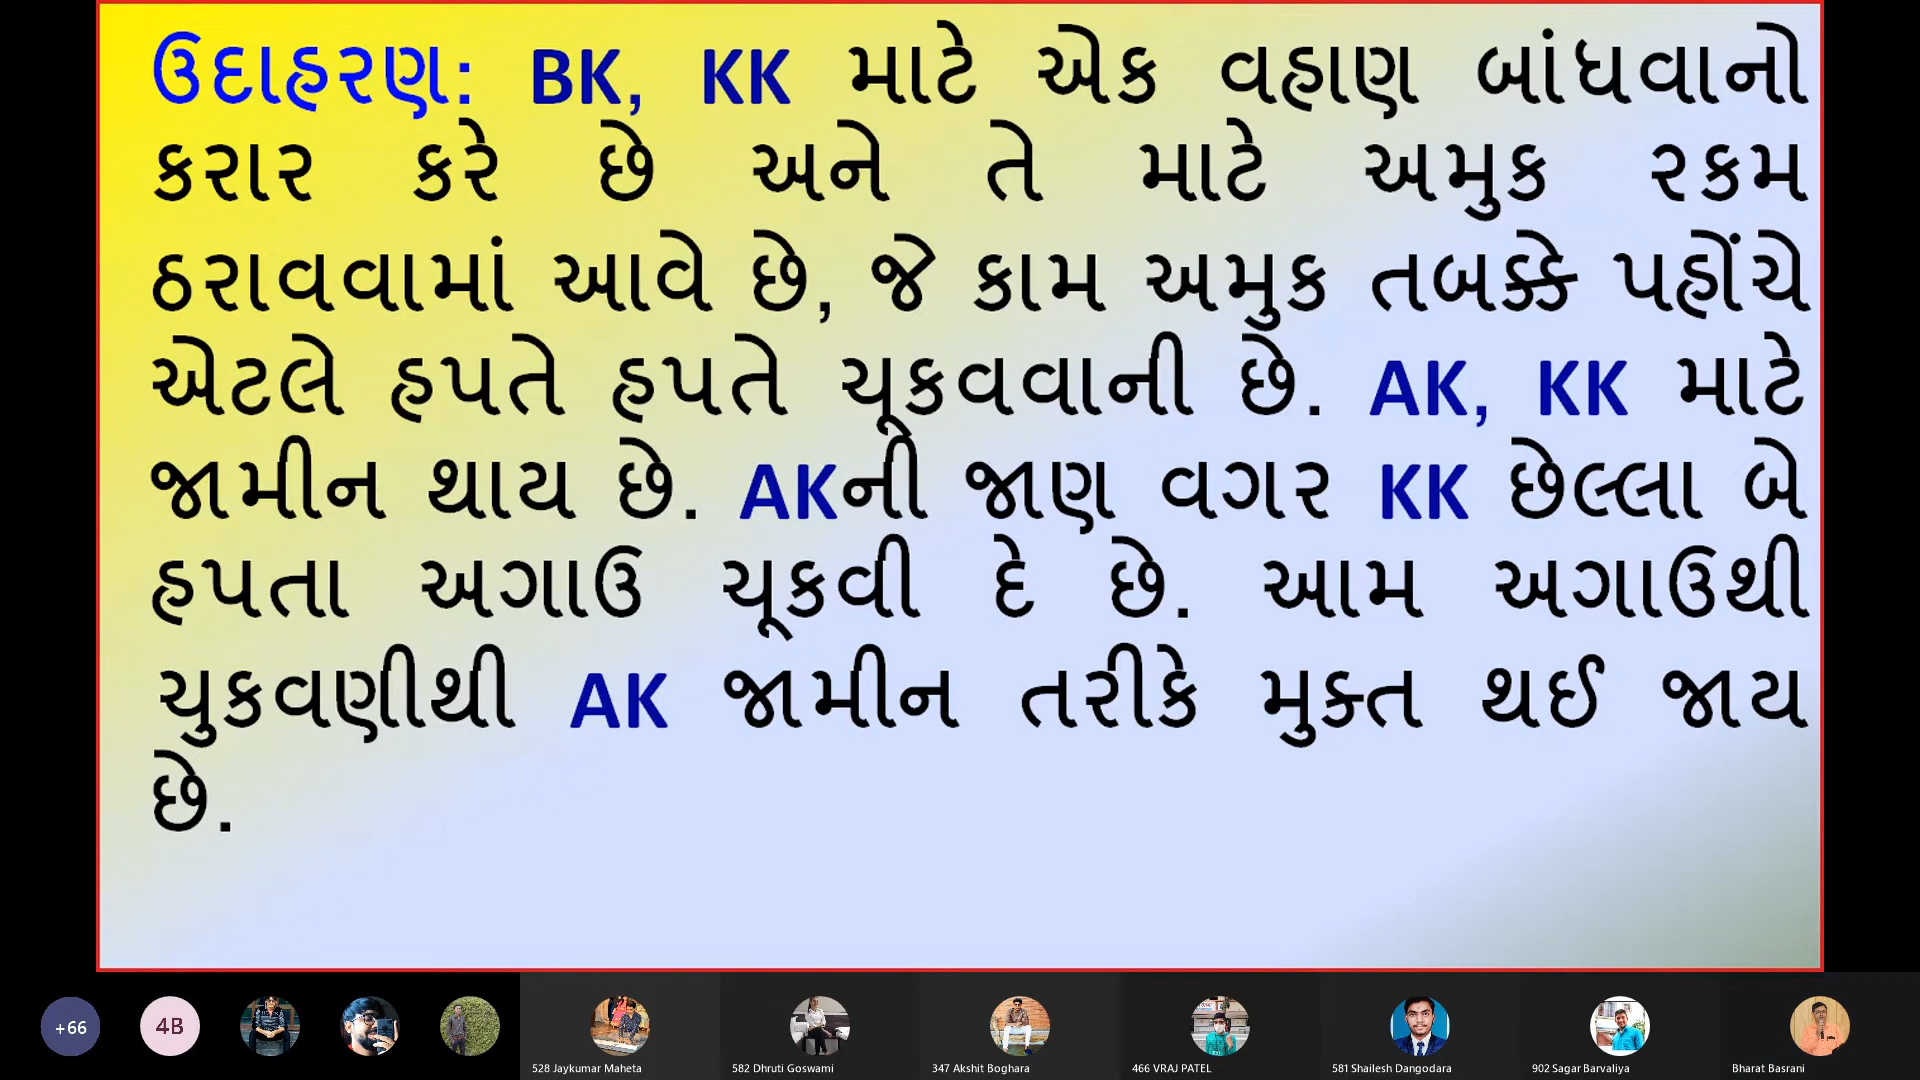 ઉદાહરણ: BK, KK માટે એક વહાણ બાંધવાનો
કરાર કરે છે અને તે માટે અમુક રકમ
ઠરાવવામાં આવે છે, જે કામ અમુક તબક્કે પહોંચે
એટલે હપતે હપતે ચૂકવવાની છે. AK, KK માટે
જામીન થાય છે. AKની જાણ વગર KK છેલ્લા બે
હપતા અગાઉ ચૂકવી દે છે. આમ અગાઉથી
ચુકવણીથી AK જામીન તરીકે મુક્ત થઈ જાય
છે.
+66
4B
528 Jaykumar Maheta
582 Dhruti Goswami
347 Akshit Boghara
466 VRAJ PATEL
581 Shailesh Dangodara
902 Sagar Barvaliya
Bharat Basrani